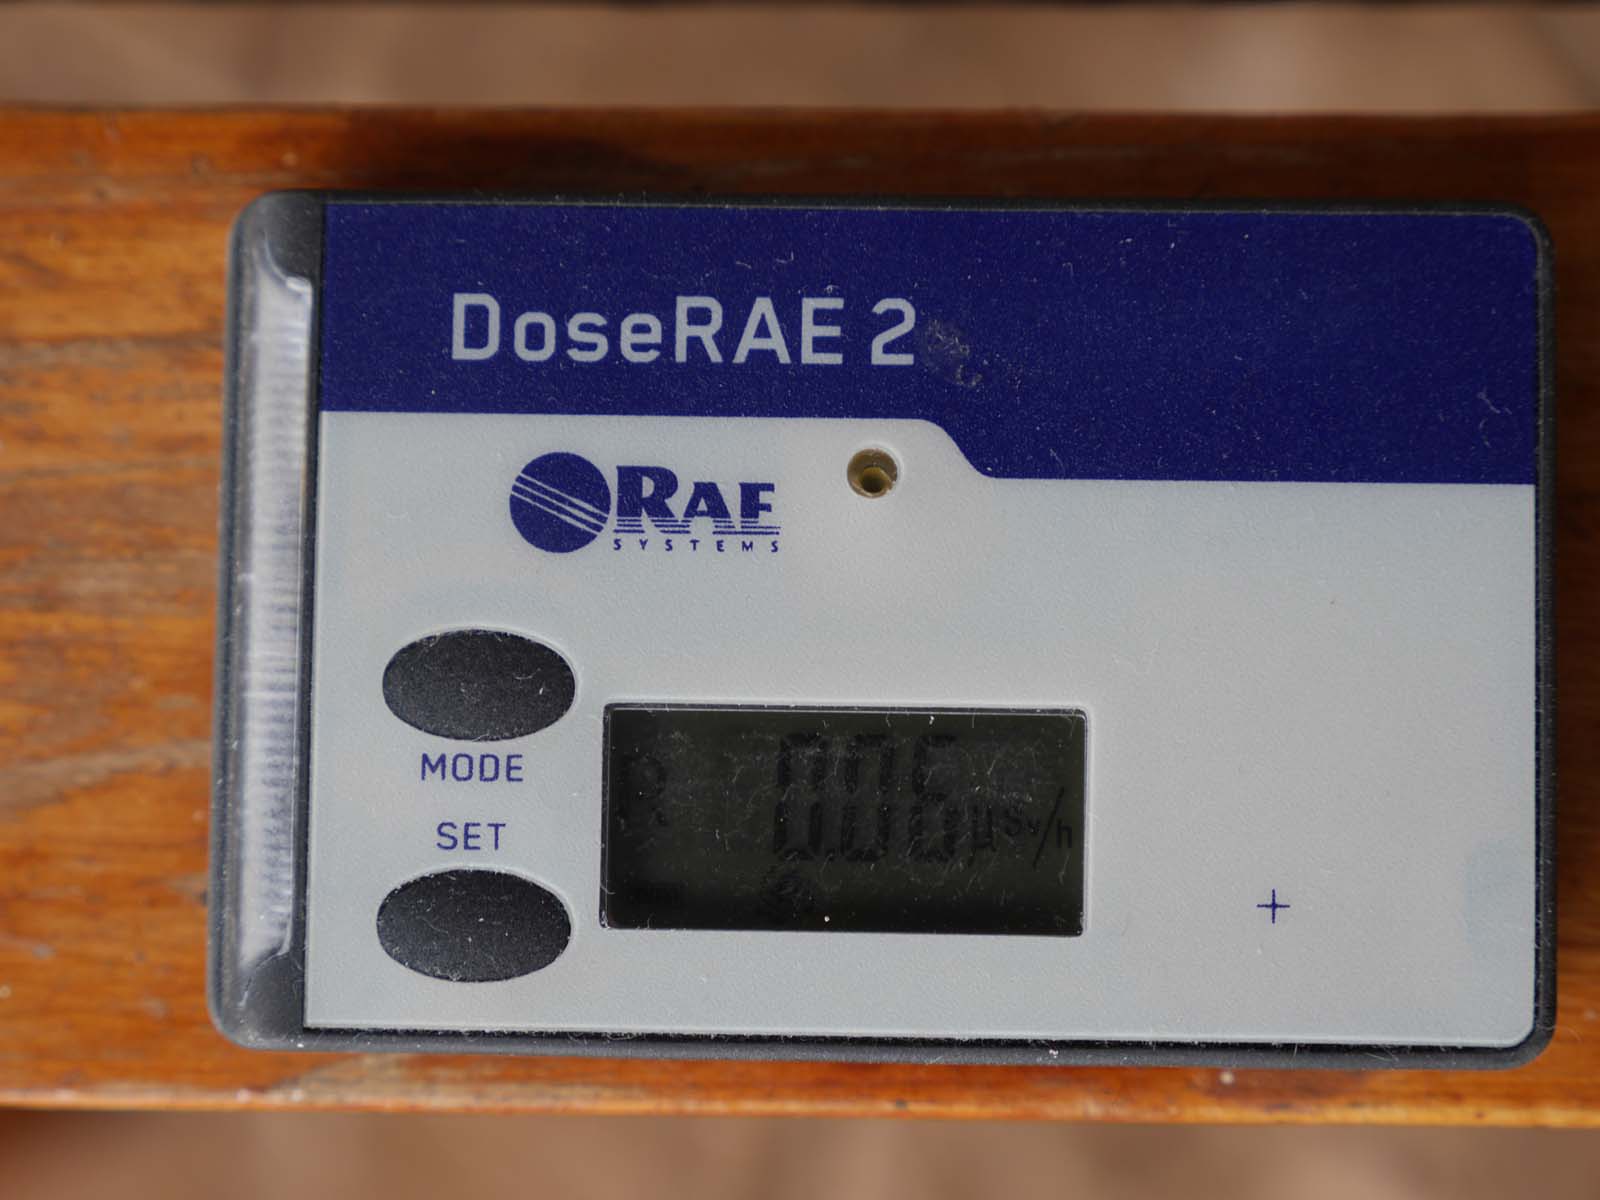 DoseRAE 2
RAE
SYSTEMS
MODE
SET
0.06 µSv/h
+